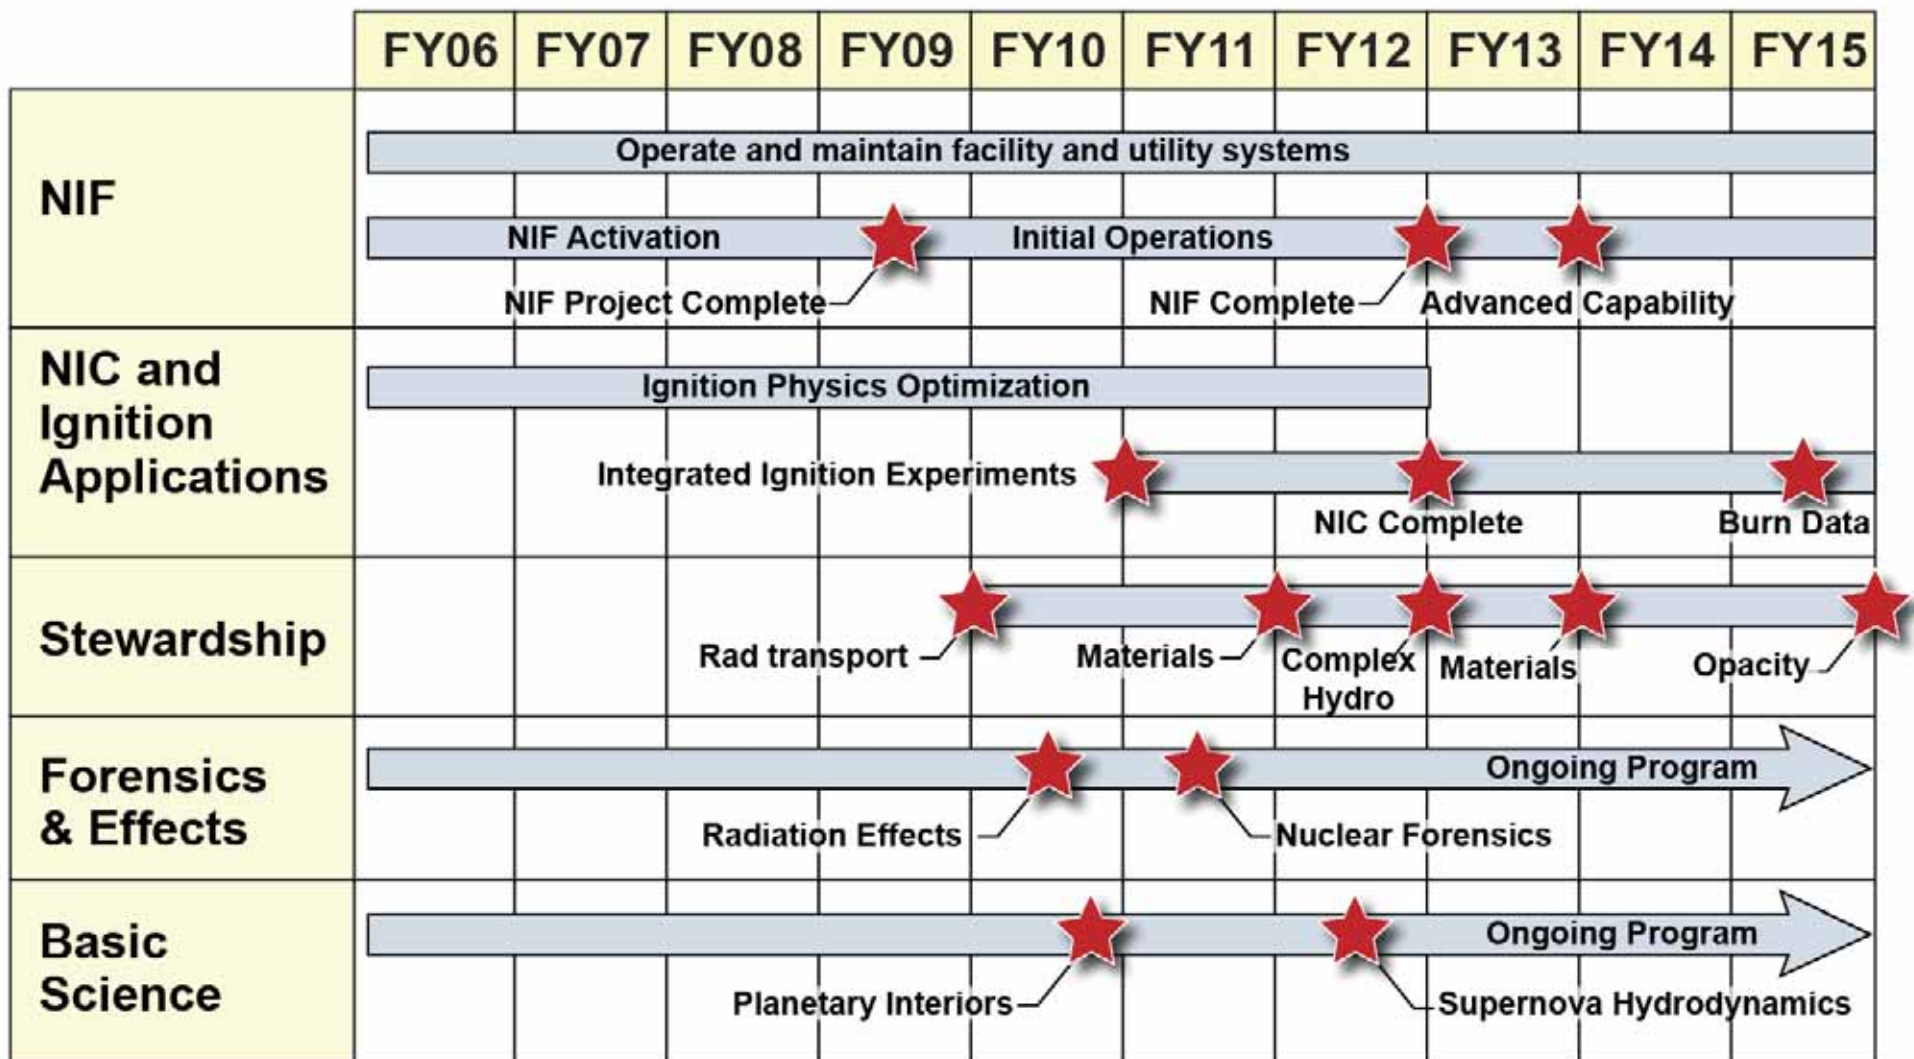 FY06 FY07 FY08 FY09 FY10 FY11 FY12 FY13 FY14 FY15
NIF
Operate and maintain facility and utility systems
NIF Activation
Initial Operations
NIF Project Complete
NIF Complete
Advanced Capability
NIC and
Ignition
Applications
Ignition Physics Optimization
Integrated Ignition Experiments
NIC Complete
Burn Data
Stewardship
Rad transport
Materials
Complex
Hydro
Materials
Opacity
Forensics
& Effects
Ongoing Program
Radiation Effects
Nuclear Forensics
Basic
Science
Ongoing Program
Planetary Interiors
Supernova Hydrodynamics